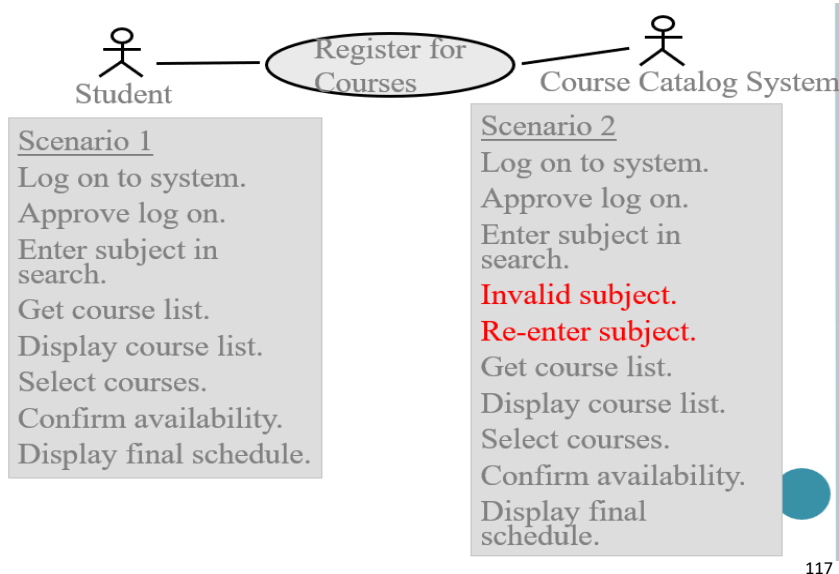 Register for
Courses
Student
Course Catalog System
Scenario 1
Log on to system.
Approve log on.
Enter subject in
search.
Get course list.
Display course list.
Select courses.
Confirm availability.
Display final schedule.
Scenario 2
Log on to system.
Approve log on.
Enter subject in
search.
Invalid subject.
Re-enter subject.
Get course list.
Display course list.
Select courses.
Confirm availability.
Display final
schedule.
117